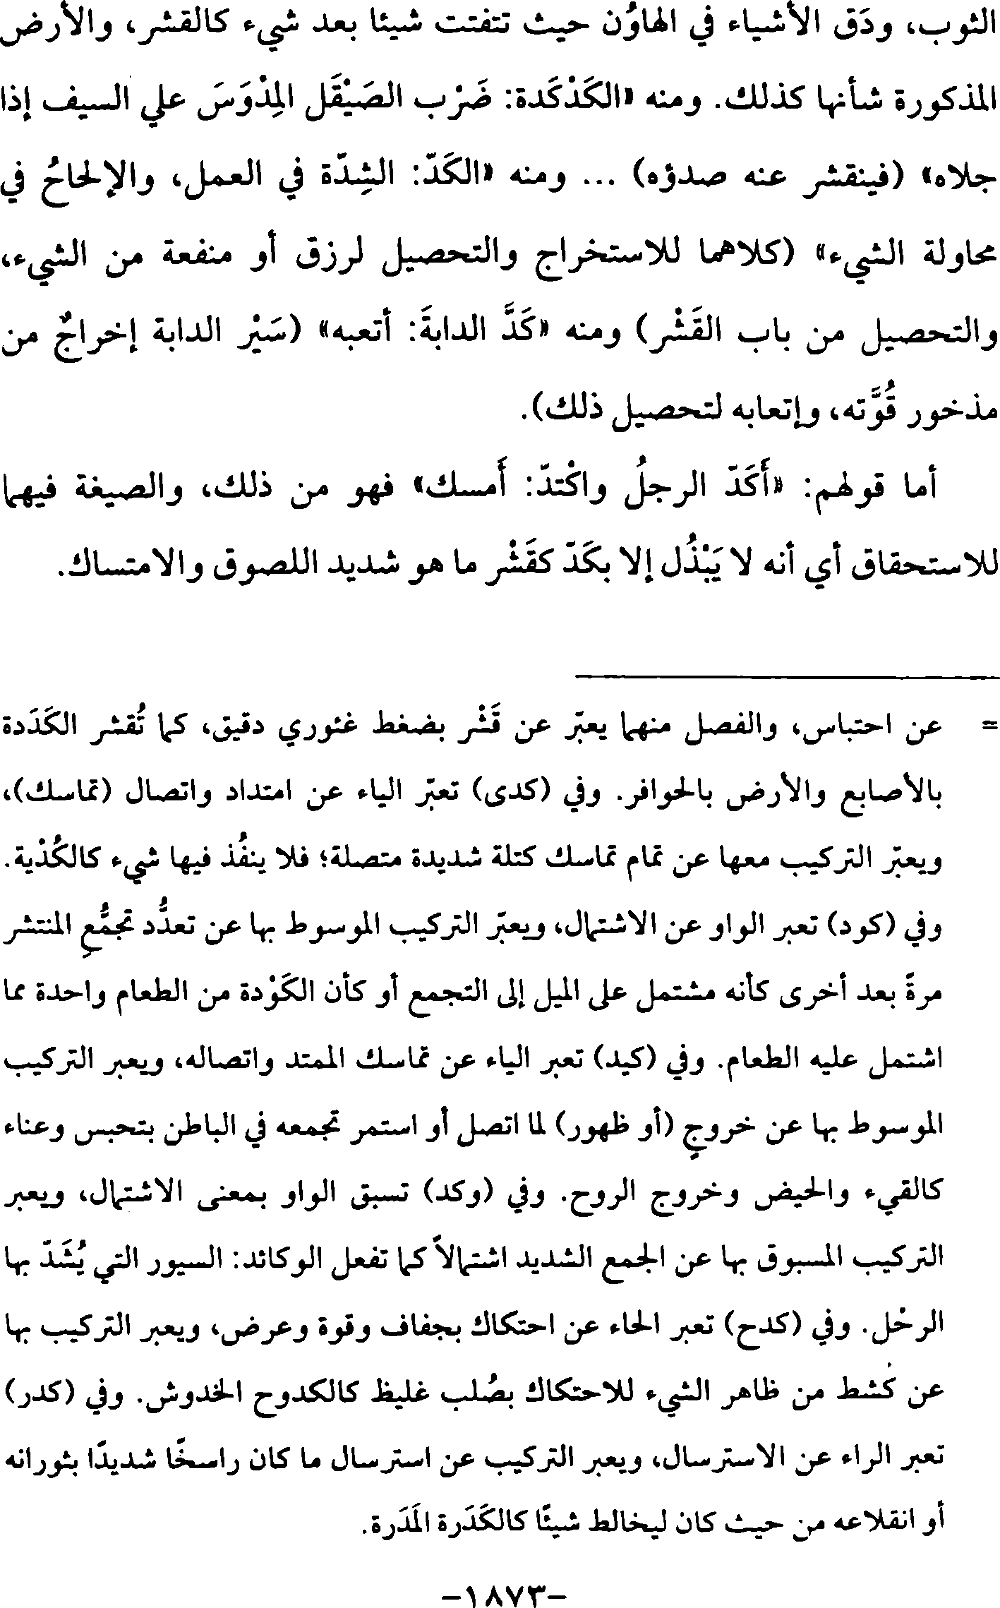 الثوب، ودَق الأشياء في الهاوُن حيث تتفتت شيئا بعد شيء كالقشر، والأرض
المذكورة شأنها كذلك. ومنه «الكَدْكَدة: ضَرْب الصَيْقَل المِدْوَسَ علي السيف إذا
جلاه» (فينقشر عنه صدؤه) ... ومنه «الكَدّ: الشِدّة في العمل، والإلحاحُ في
محاولة الشيء» (كلاهما للاستخراج والتحصيل لرزق أو منفعة من الشيء،
والتحصيل من باب القَشْر) ومنه «كَدَّ الدابةَ: أتعبه» (سَيْر الدابة إخراجٌ من
مذخور قُوَّته، وإتعابه لتحصيل ذلك).
أما قولهم: «أَكَدّ الرجلُ واكْتدّ: أَمسك» فهو من ذلك، والصيغة فيهما
للاستحقاق أي أنه لا يَبْذُل إلا بكَدّ كقَشْر ما هو شديد اللصوق والامتساك.
= عن احتباس، والفصل منهما يعبّر عن قَشْر بضغط غئوري دقيق، كما تُقشر الكَدَدة
بالأصابع والأرض بالحوافر. وفي (كدى) تعبّر الياء عن امتداد واتصال (تماسك)،
ويعبّر التركيب معها عن تمام تماسك كتلة شديدة متصلة؛ فلا ينفُذ فيها شيء كالكُدْية.
وفي (كود) تعبر الواو عن الاشتمال، ويعبّر التركيب الموسوط بها عن تعدُّد تجمُّعِ المنتشر
مرةً بعد أخرى كأنه مشتمل على الميل إلى التجمع أو كأن الكَوْدة من الطعام واحدة مما
اشتمل عليه الطعام. وفي (كيد) تعبر الياء عن تماسك الممتد واتصاله، ويعبر التركيب
الموسوط بها عن خروجٍ (أو ظهور) لما اتصل أو استمر تجمعه في الباطن بتحبس وعناء
كالقيء والحيض وخروج الروح. وفي (وكد) تسبق الواو بمعنى الاشتمال، ويعبر
التركيب المسبوق بها عن الجمع الشديد اشتمالاً كما تفعل الوكائد: السيور التي يُشَدّ بها
الرحْل. وفي (كدح) تعبر الحاء عن احتكاك بجفاف وقوة وعرض، ويعبر التركيب بها
عن كَشط من ظاهر الشيء للاحتكاك بصُلب غليظ كالكدوح الخدوش. وفي (كدر)
تعبر الراء عن الاسترسال، ويعبر التركيب عن استرسال ما كان راسخًا شديدًا بثورانه
أو انقلاعه من حيث كان ليخالط شيئًا كالكَدَرة المَدَرة.
-١٨٧٣-